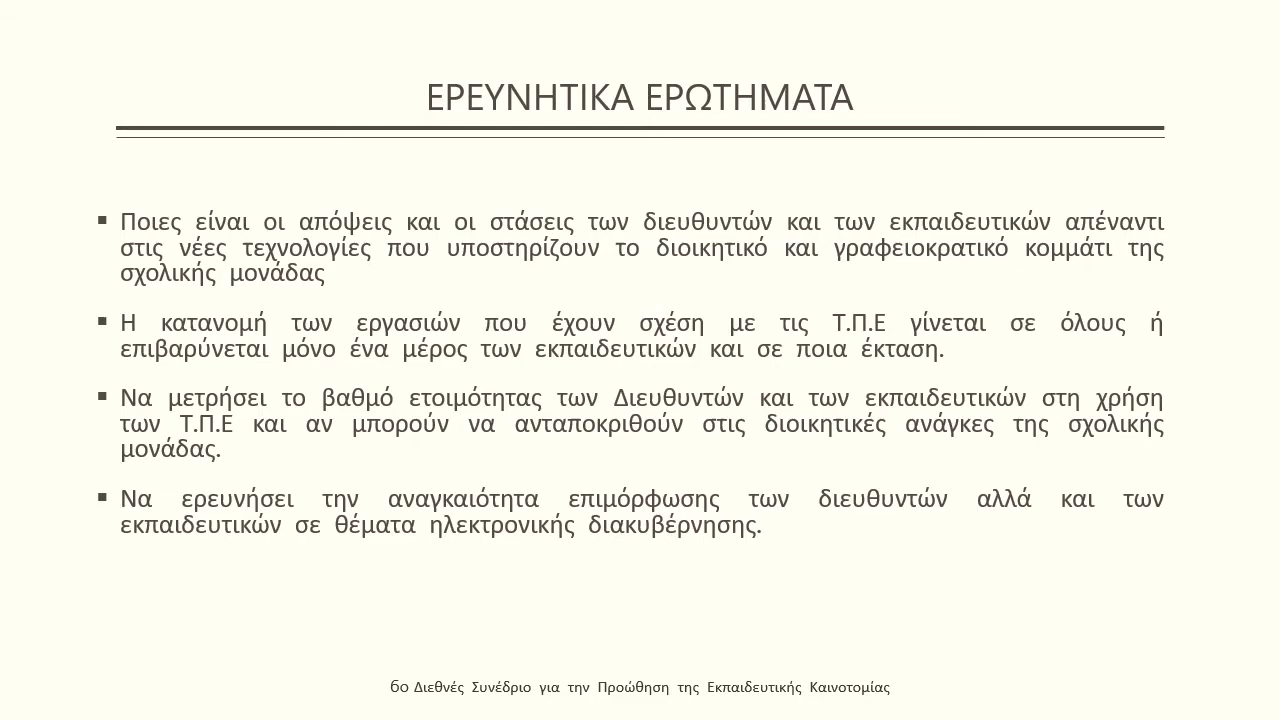 ΕΡΕΥΝΗΤΙΚΑ ΕΡΩΤΗΜΑΤΑ
▪ Ποιες είναι οι απόψεις και οι στάσεις των διευθυντών και των εκπαιδευτικών απέναντι
στις νέες τεχνολογίες που υποστηρίζουν το διοικητικό και γραφειοκρατικό κομμάτι της
σχολικής μονάδας
▪ Η κατανομή των εργασιών που έχουν σχέση με τις Τ.Π.Ε γίνεται σε όλους ή
επιβαρύνεται μόνο ένα μέρος των εκπαιδευτικών και σε ποια έκταση.
▪ Να μετρήσει το βαθμό ετοιμότητας των Διευθυντών και των εκπαιδευτικών στη χρήση
των Τ.Π.Ε και αν μπορούν να ανταποκριθούν στις διοικητικές ανάγκες της σχολικής
μονάδας.
▪ Να ερευνήσει την αναγκαιότητα επιμόρφωσης των διευθυντών αλλά και των
εκπαιδευτικών σε θέματα ηλεκτρονικής διακυβέρνησης.
6ο Διεθνές Συνέδριο για την Προώθηση της Εκπαιδευτικής Καινοτομίας